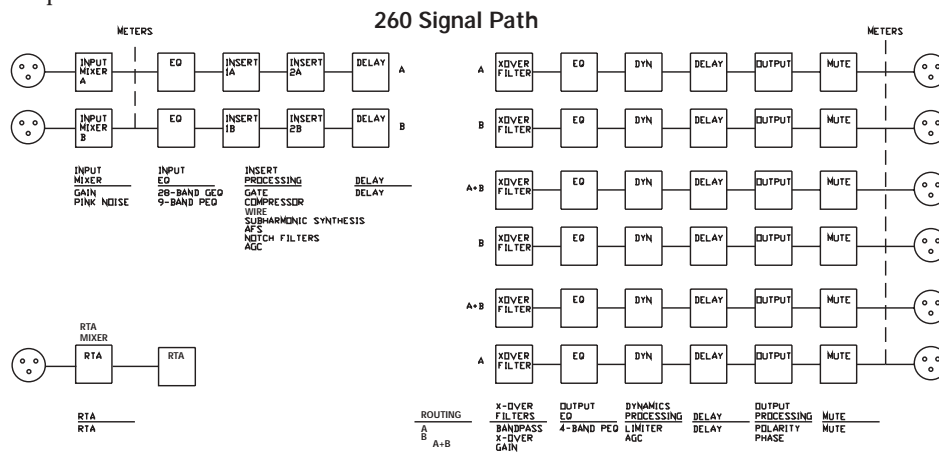 260 Signal Path
METERS
METERS
INPUT MIXER A
EQ
INSERT 1A
INSERT 2A
DELAY
A
A
XOVER FILTER
EQ
DYN
DELAY
OUTPUT
MUTE
INPUT MIXER B
EQ
INSERT 1B
INSERT 2B
DELAY
B
B
XOVER FILTER
EQ
DYN
DELAY
OUTPUT
MUTE
INPUT MIXER
GAIN
PINK NOISE
INPUT EQ
28-BAND GEQ
9-BAND PEQ
INSERT PROCESSING
GATE
COMPRESSOR
WIRE
SUBHARMONIC SYNTHESIS
AFS
NOTCH FILTERS
AGC
DELAY
DELAY
A+B
XOVER FILTER
EQ
DYN
DELAY
OUTPUT
MUTE
B
XOVER FILTER
EQ
DYN
DELAY
OUTPUT
MUTE
A+B
XOVER FILTER
EQ
DYN
DELAY
OUTPUT
MUTE
RTA MIXER
RTA
RTA
A
XOVER FILTER
EQ
DYN
DELAY
OUTPUT
MUTE
RTA
RTA
ROUTING
A
B
A+B
X-OVER FILTERS
BANDPASS
X-OVER
GAIN
OUTPUT EQ
4-BAND PEQ
DYNAMICS PROCESSING
LIMITER
AGC
DELAY
DELAY
OUTPUT PROCESSING
POLARITY
PHASE
MUTE
MUTE